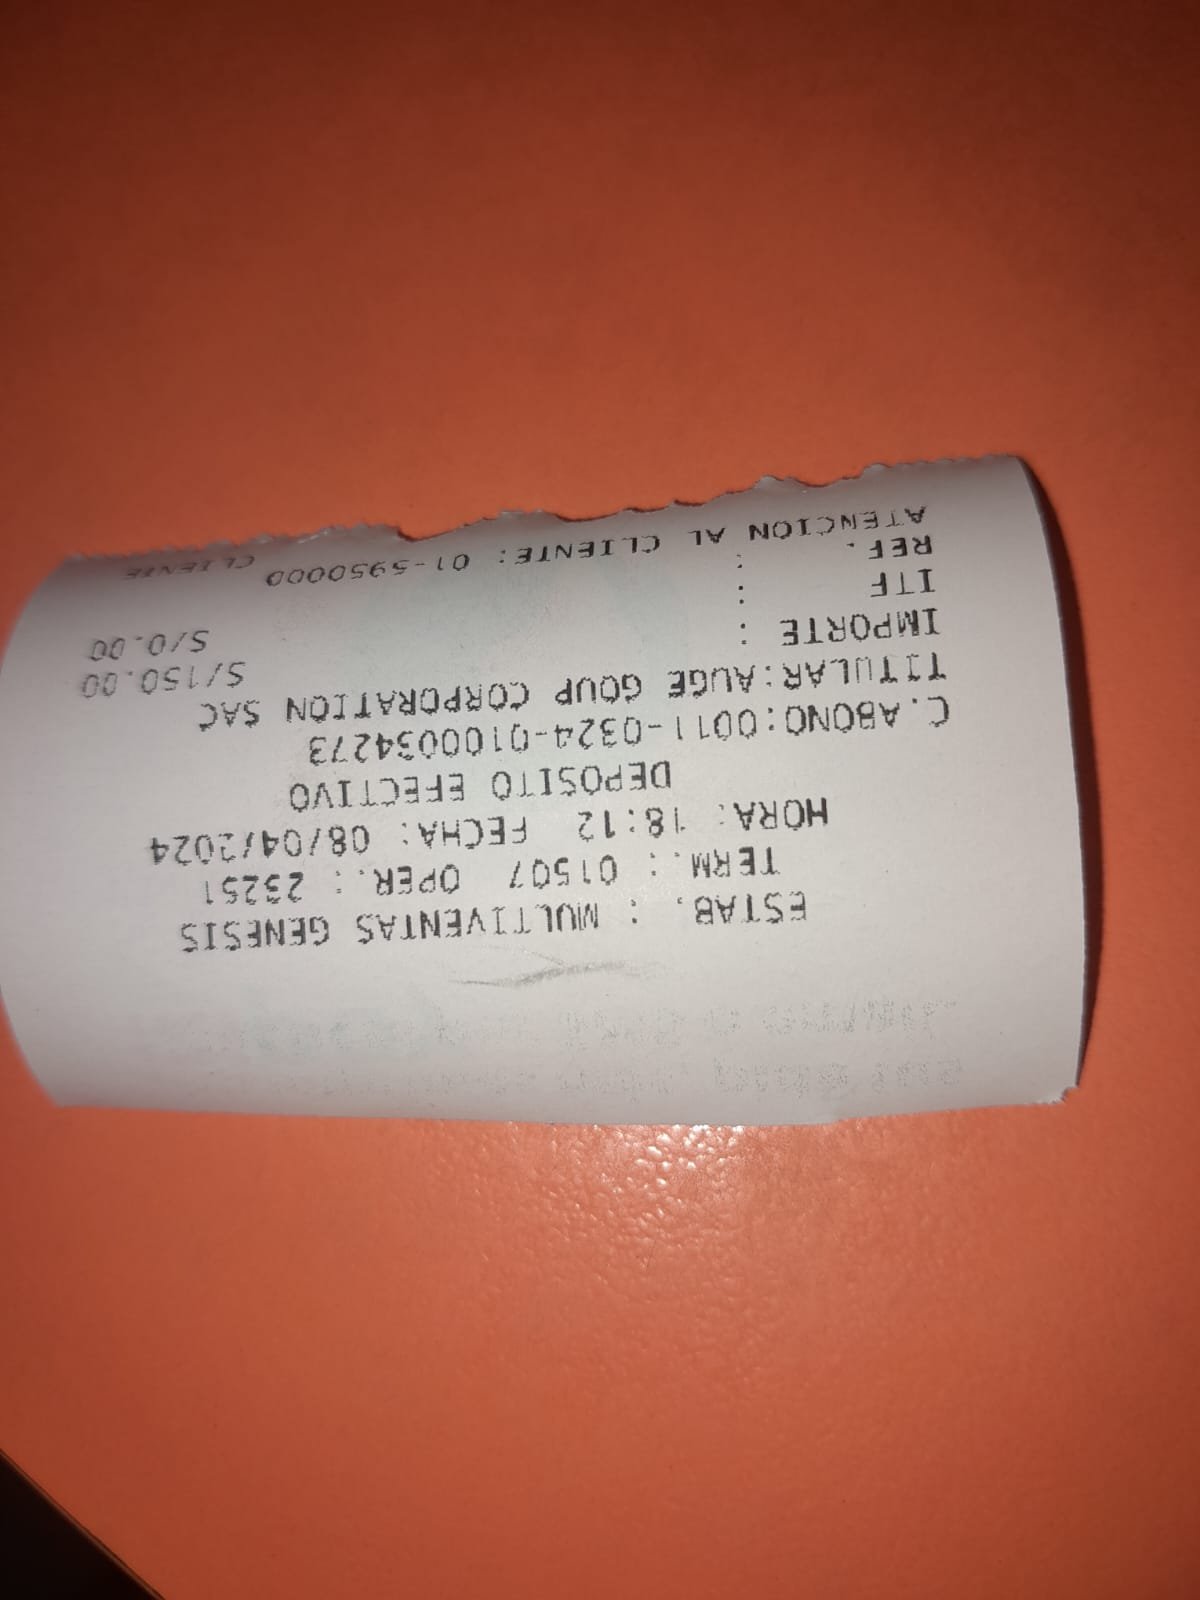 ESTAB. : MULTIVENTAS GENESIS
TERM. : 01507 OPER. : 23251
HORA: 18:12 FECHA: 08/04/2024
DEPOSITO EFECTIVO
C.ABONO:0011-0324-0100034273
TITULAR:AUGE GOUP CORPORATION SAC
IMPORTE : S/150.00
ITF : S/0.00
REF. :
ATENCION AL CLIENTE: 01-5950000
CLIENTE